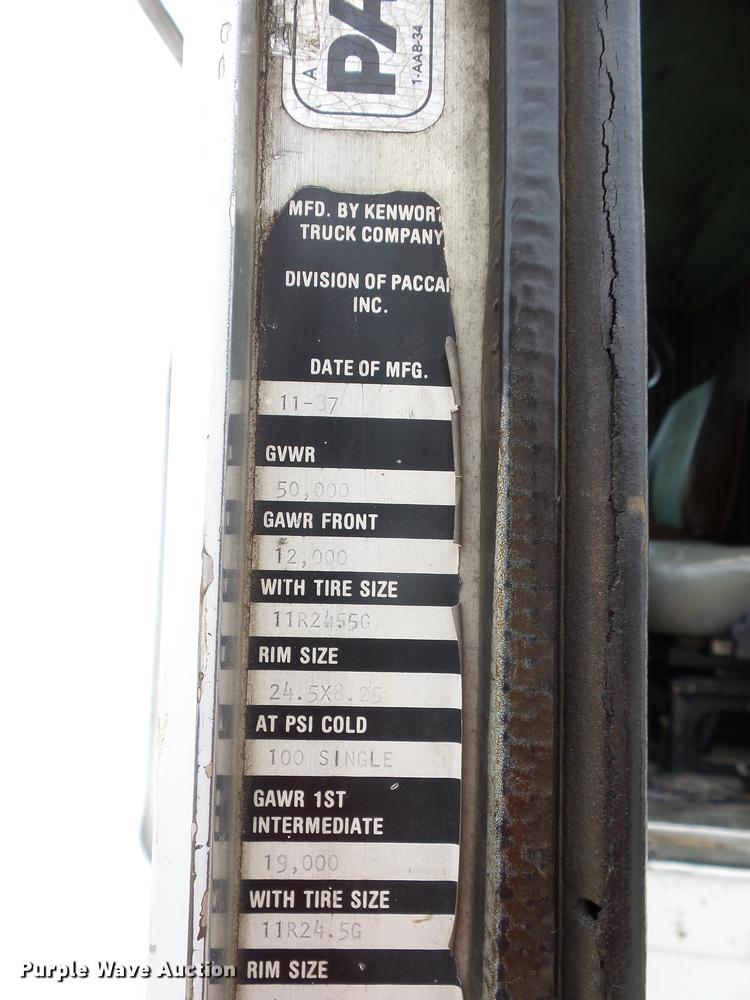 A
PA
1-AAB-34
MFD. BY KENWORT
TRUCK COMPANY
DIVISION OF PACCAR
INC.
DATE OF MFG.
11-87
GVWR
50,000
GAWR FRONT
12,000
WITH TIRE SIZE
11R2455G
RIM SIZE
24.5X8.25
AT PSI COLD
100 SINGLE
GAWR 1ST
INTERMEDIATE
19,000
WITH TIRE SIZE
11R24.5G
RIM SIZE
Purple Wave Auction